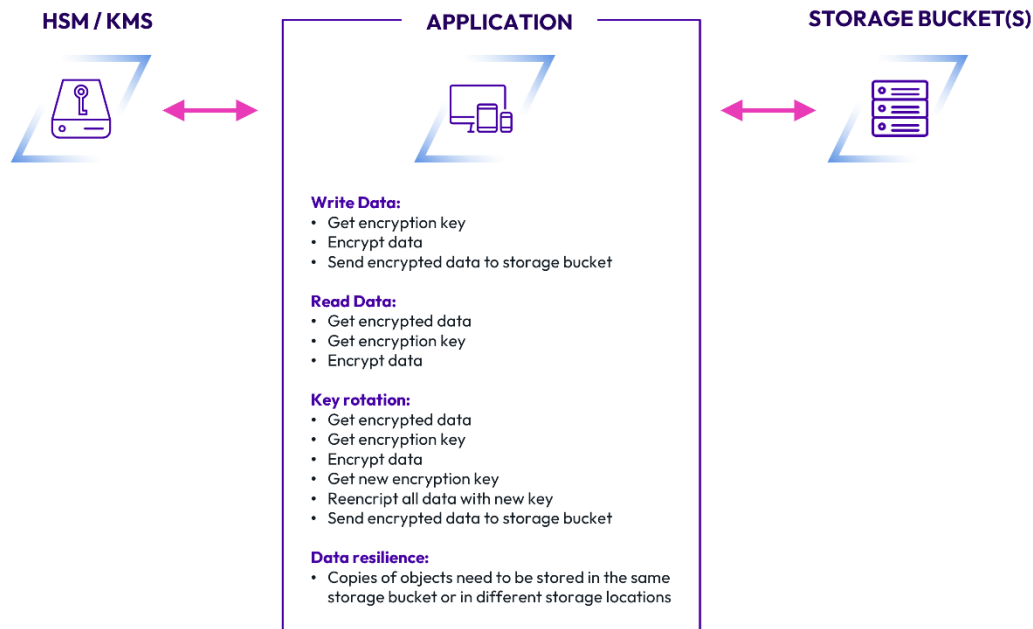 HSM / KMS
APPLICATION
STORAGE BUCKET(S)
Write Data:
• Get encryption key
• Encrypt data
• Send encrypted data to storage bucket
Read Data:
• Get encrypted data
• Get encryption key
• Encrypt data
Key rotation:
• Get encrypted data
• Get encryption key
• Encrypt data
• Get new encryption key
• Reencript all data with new key
• Send encrypted data to storage bucket
Data resilience:
• Copies of objects need to be stored in the same
storage bucket or in different storage locations